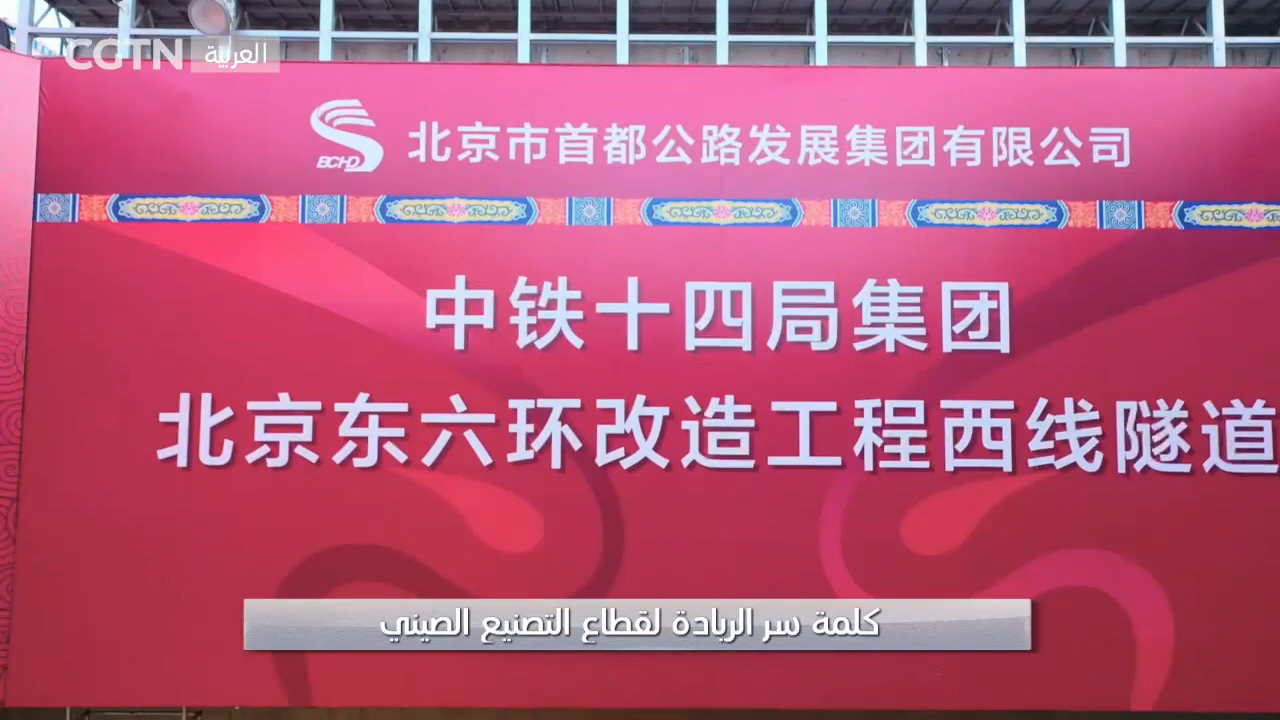 CGTN العربية
BCHD 北京市首都公路发展集团有限公司
中铁十四局集团
北京东六环改造工程西线隧道
كلمة سر الريادة لقطاع التصنيع الصيني